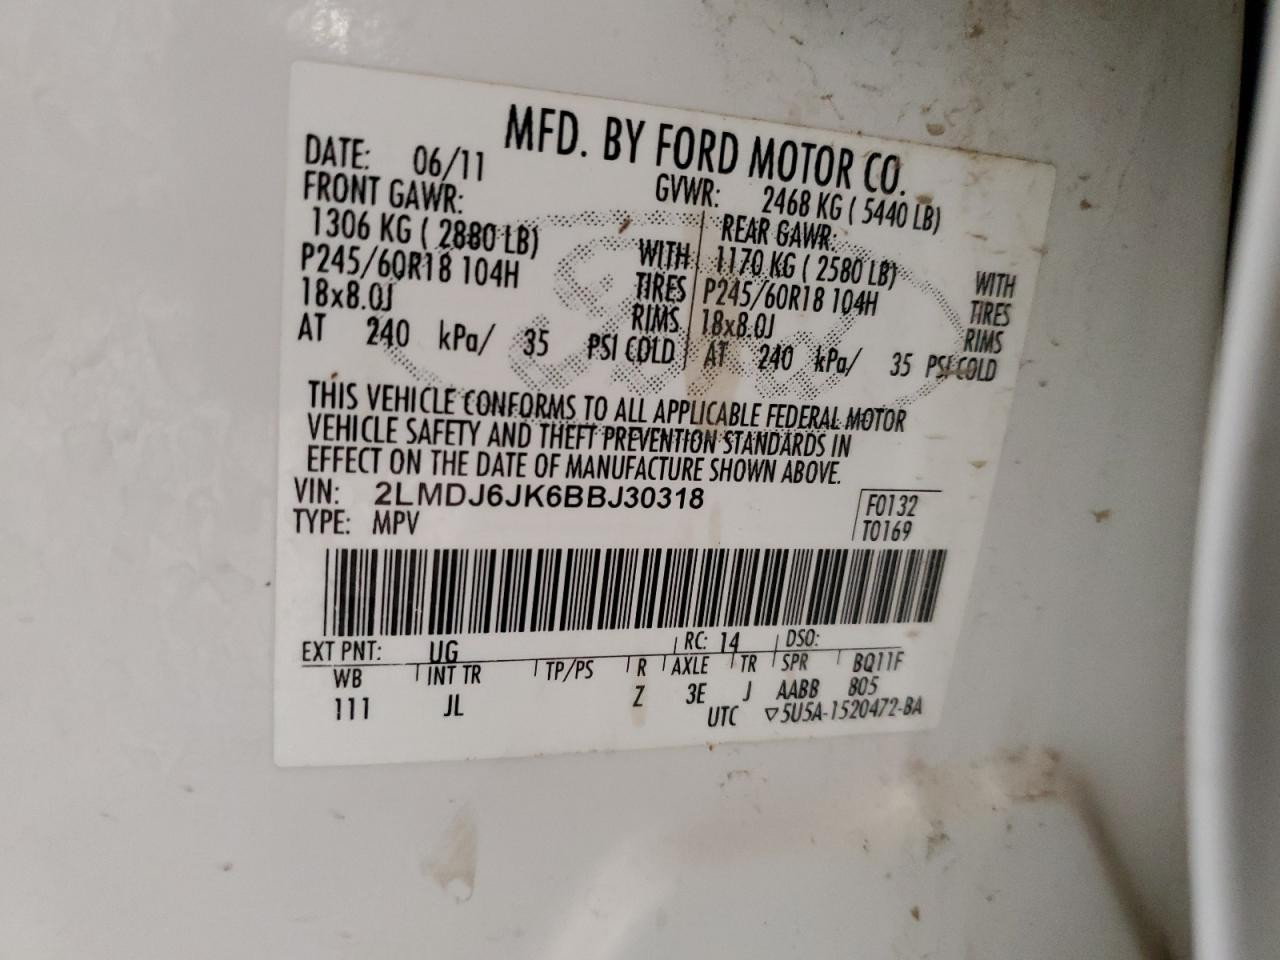 MFD. BY FORD MOTOR CO.
DATE: 06/11 GVWR: 2468 KG ( 5440 LB)
FRONT GAWR: REAR GAWR:
1306 KG ( 2880 LB) WITH 1170 KG ( 2580 LB) WITH
P245/60R18 104H TIRES P245/60R18 104H TIRES
18x8.0J RIMS 18x8.0J RIMS
AT 240 kPa/ 35 PSI COLD AT 240 kPa/ 35 PSI COLD
THIS VEHICLE CONFORMS TO ALL APPLICABLE FEDERAL MOTOR
VEHICLE SAFETY AND THEFT PREVENTION STANDARDS IN
EFFECT ON THE DATE OF MANUFACTURE SHOWN ABOVE.
VIN: 2LMDJ6JK6BBJ30318 F0132
TYPE: MPV T0169
EXT PNT: UG RC: 14 DSO:
WB INT TR TP/PS R AXLE TR SPR BQ11F
111 JL Z 3E J AABB 805
UTC ▽5U5A-1520472-BA